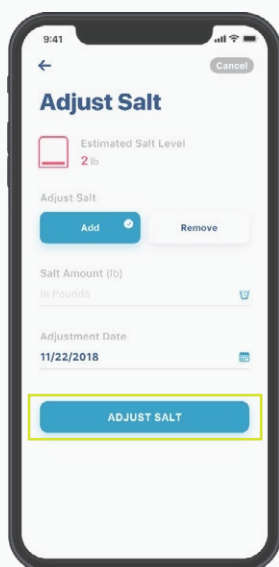 9:41
Cancel
Adjust Salt
Estimated Salt Level
2 lb
Adjust Salt
Add
Remove
Salt Amount (lb)
in Pounds
Adjustment Date
11/22/2018
ADJUST SALT